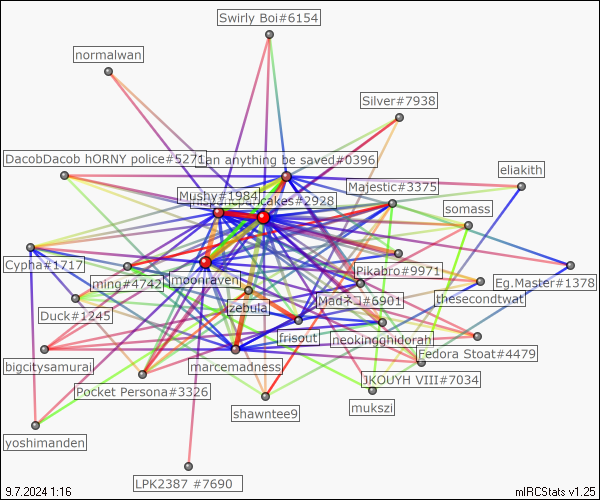 Swirly Boi#6154
normalwan
Silver#7938
DacobDacob hORNY police#5271
an anything be saved#0396
eliakith
Mushy#1984
cakes#2928
Majestic#3375
somass
Cypha#1717
ming#4742
moonraven
Pikabro#9971
Eg.Master#1378
Duck#1245
zebula
Madネコ#6901
thesecondtwat
frisout
neokingghidorah
Fedora Stoat#4479
bigcitysamurai
marcemadness
JKOUYH VIII#7034
Pocket Persona#3326
shawntee9
mukszi
yoshimanden
LPK2387 #7690
9.7.2024 1:16
mIRCStats v1.25